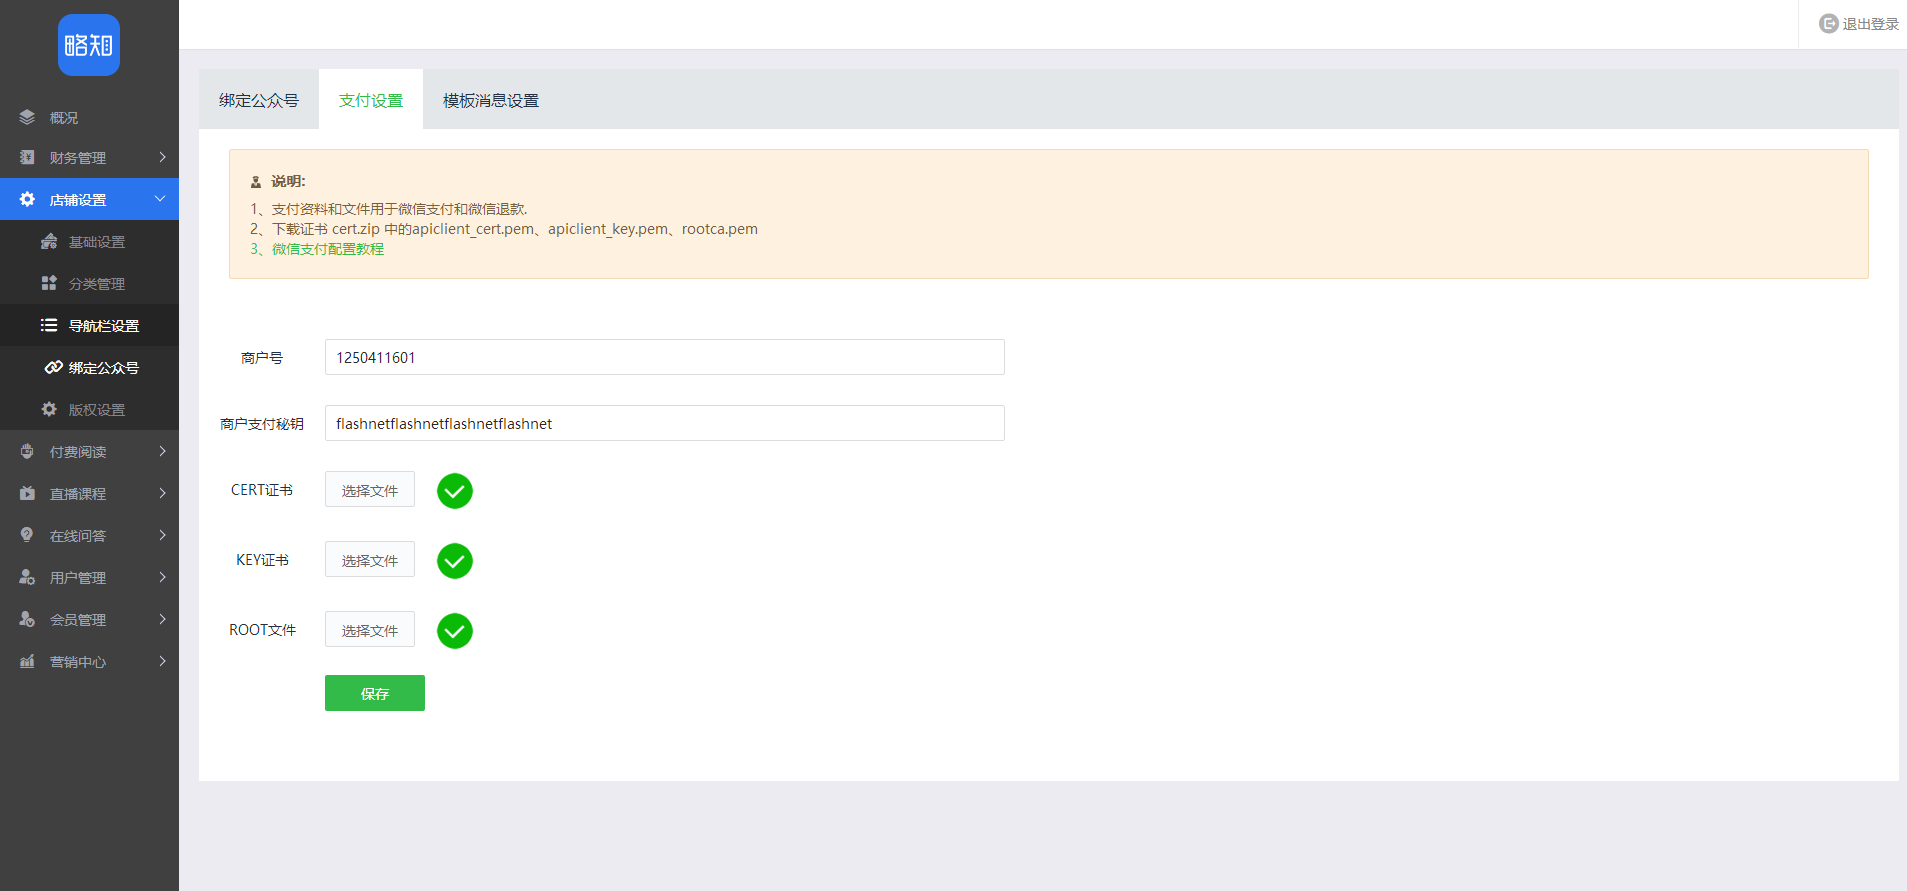 略知
退出登录
概况
财务管理
店铺设置
基础设置
分类管理
导航栏设置
绑定公众号
版权设置
付费阅读
直播课程
在线问答
用户管理
会员管理
营销中心
绑定公众号
支付设置
模板消息设置
说明:
1、支付资料和文件用于微信支付和微信退款.
2、下载证书 cert.zip 中的apiclient_cert.pem、apiclient_key.pem、rootca.pem
3、微信支付配置教程
商户号
1250411601
商户支付秘钥
flashnetflashnetflashnetflashnet
CERT证书
选择文件
KEY证书
选择文件
ROOT文件
选择文件
保存